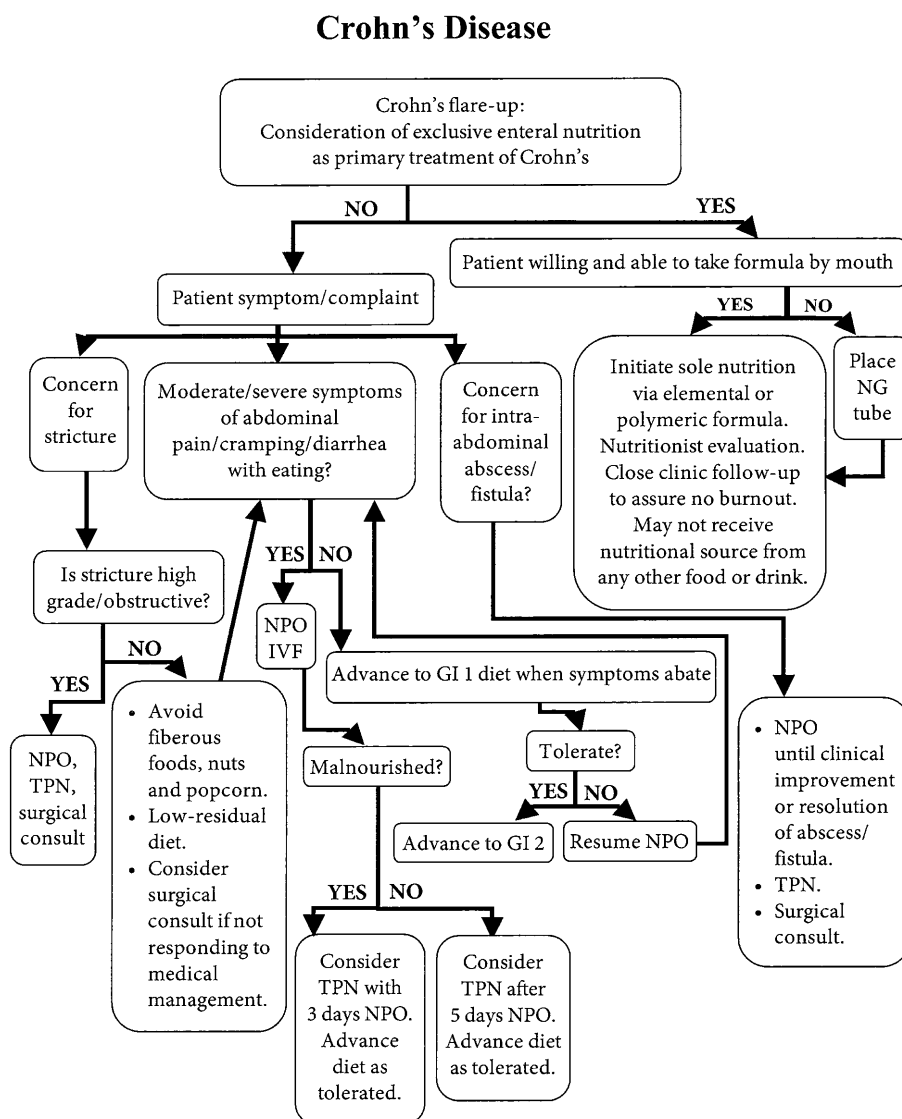 Crohn's Disease
Crohn's flare-up:
Consideration of exclusive enteral nutrition
as primary treatment of Crohn's
NO
YES
Patient symptom/complaint
Patient willing and able to take formula by mouth
YES
NO
Concern
for
stricture
Moderate/severe symptoms
of abdominal
pain/cramping/diarrhea
with eating?
Concern
for intra-
abdominal
abscess/
fistula?
Initiate sole nutrition
via elemental or
polymeric formula.
Nutritionist evaluation.
Close clinic follow-up
to assure no burnout.
May not receive
nutritional source from
any other food or drink.
Place
NG
tube
Is stricture high
grade/obstructive?
YES
NO
NPO,
TPN,
surgical
consult
• Avoid
fiberous
foods, nuts
and popcorn.
• Low-residual
diet.
• Consider
surgical
consult if not
responding to
medical
management.
YES
NO
NPO
IVF
Advance to GI 1 diet when symptoms abate
Malnourished?
Tolerate?
YES
NO
Advance to GI 2
Resume NPO
YES
NO
Consider
TPN with
3 days NPO.
Advance
diet as
tolerated.
Consider
TPN after
5 days NPO.
Advance diet
as tolerated.
• NPO
until clinical
improvement
or resolution
of abscess/
fistula.
• TPN.
• Surgical
consult.